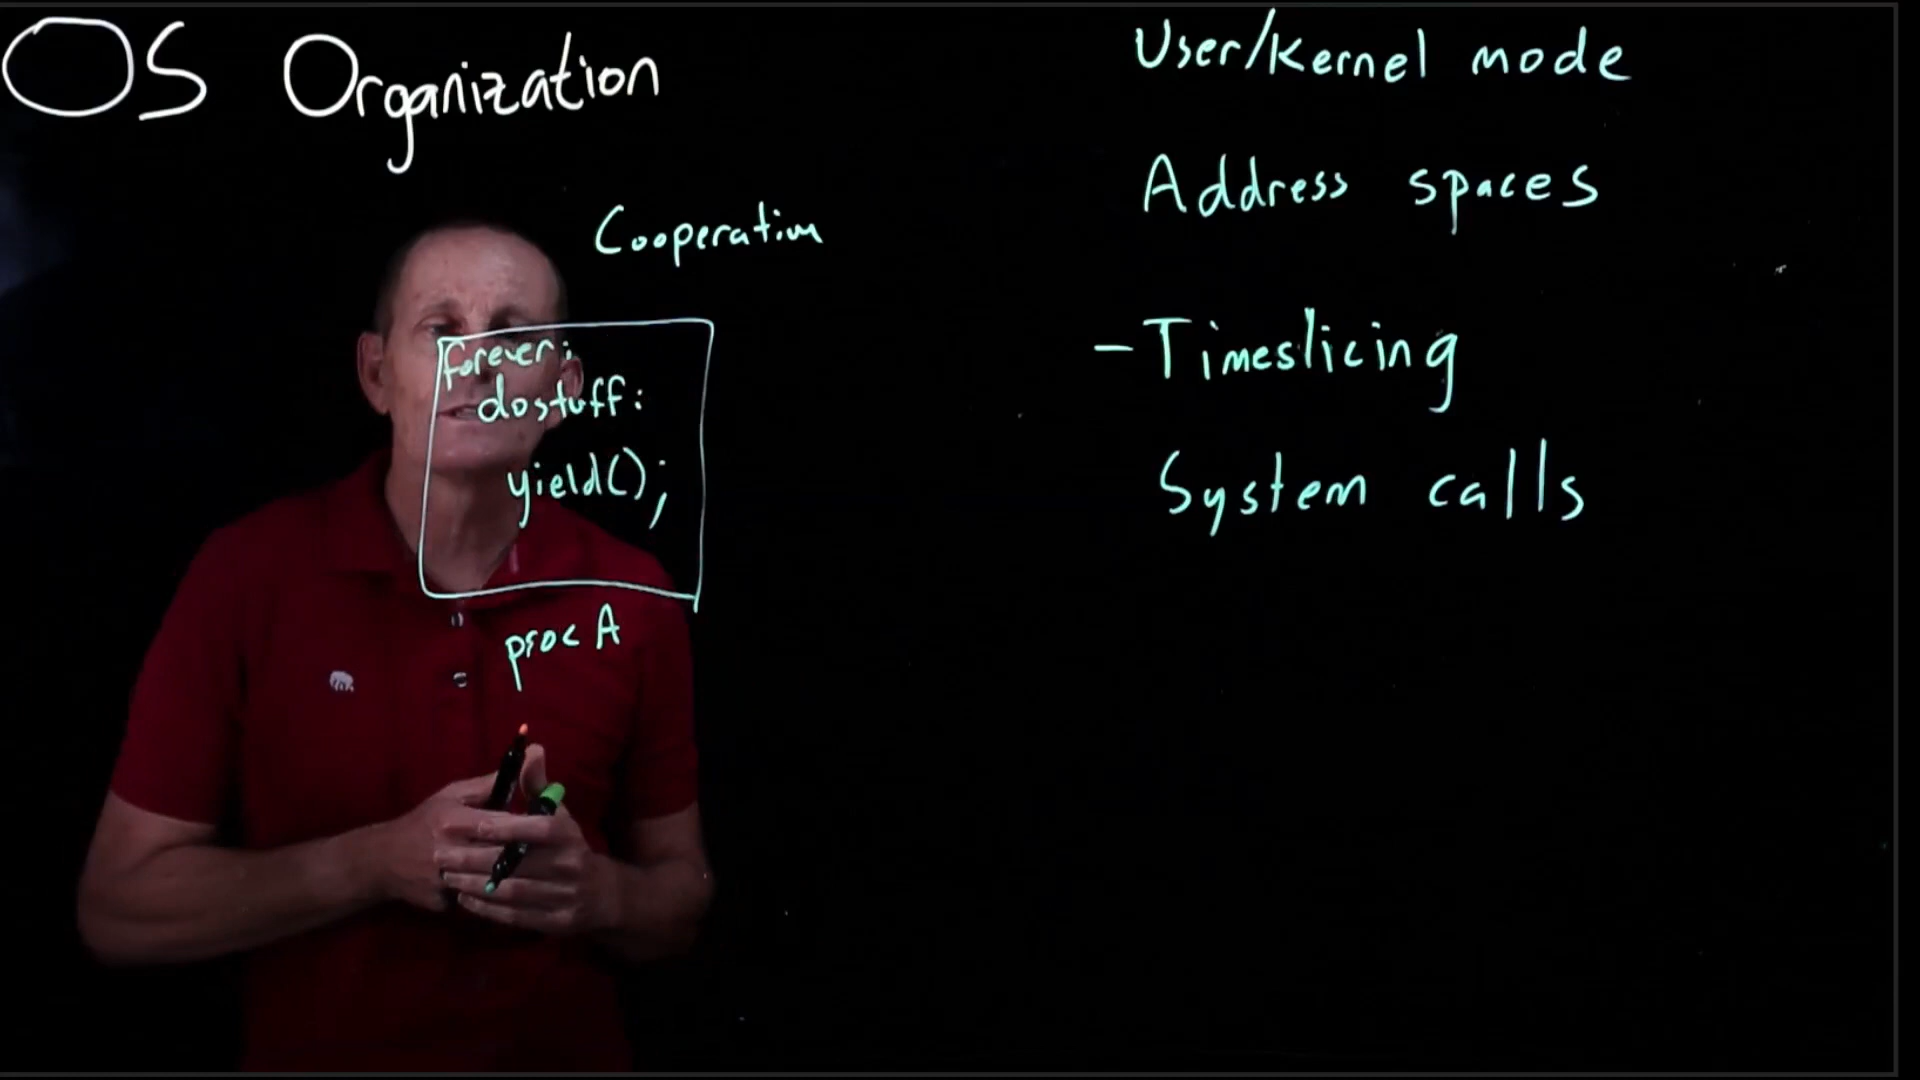 OS Organization
Cooperation
forever:
dostuff:
yield();
proc A
User/Kernel mode
Address spaces
- Timeslicing
System calls